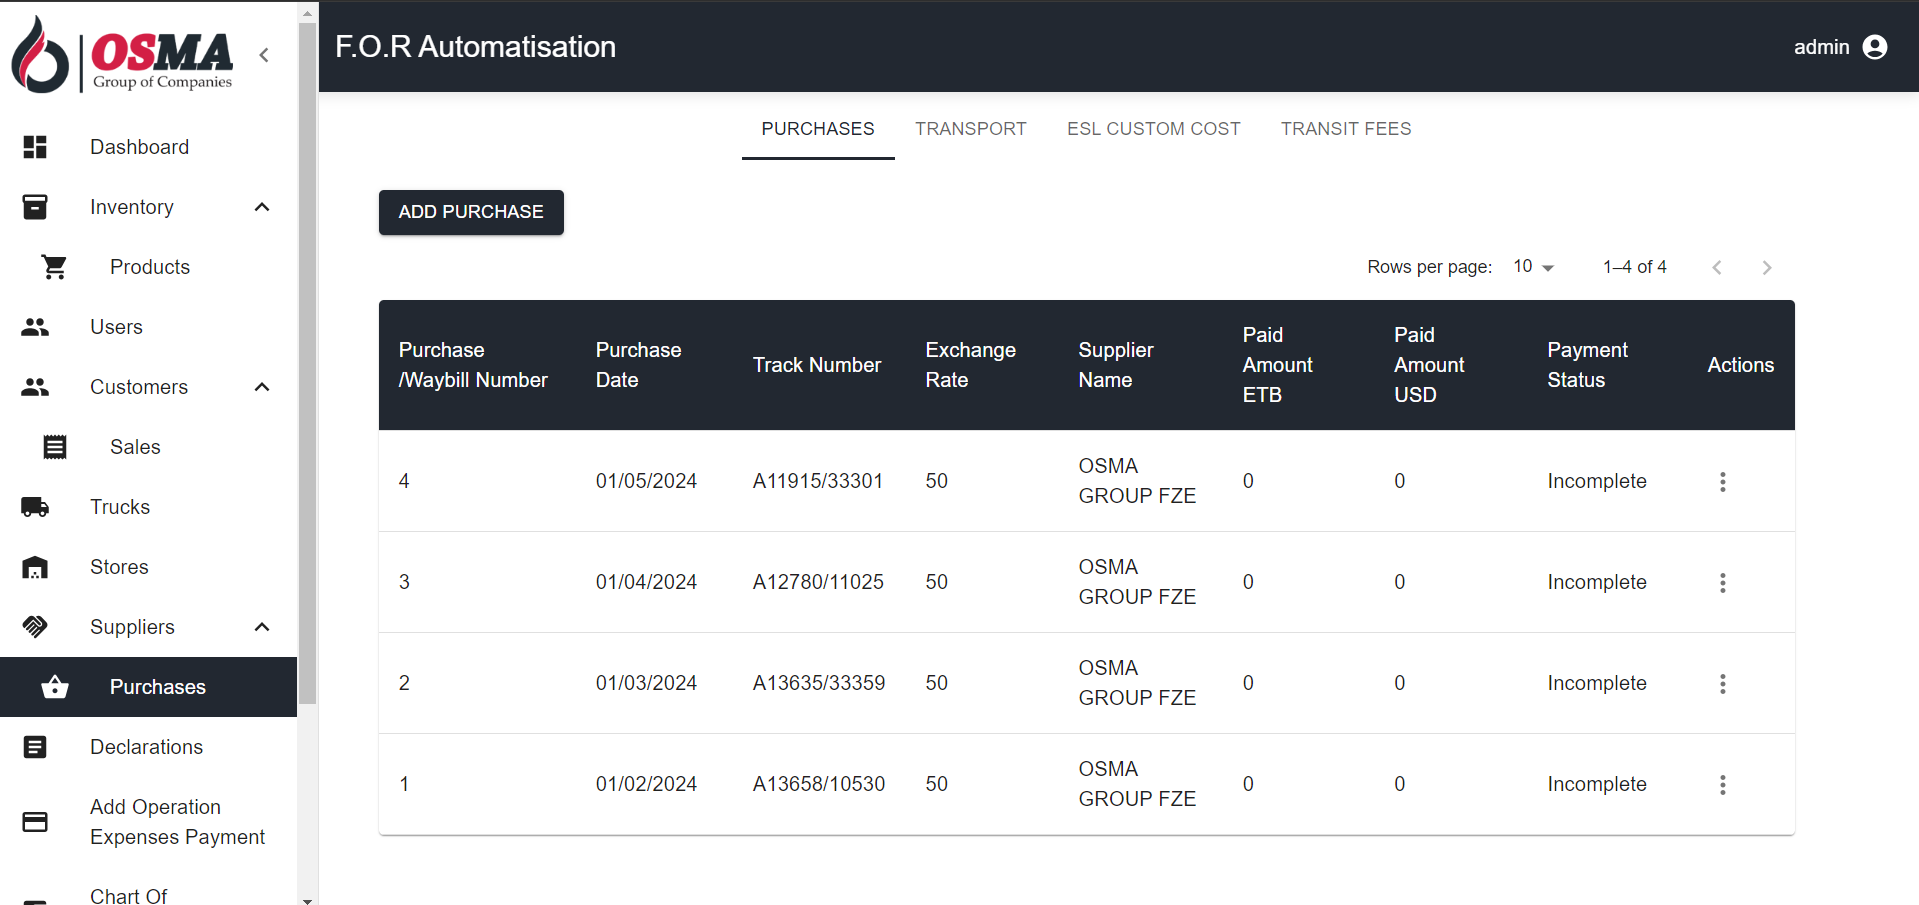 OSMA
Group of Companies
F.O.R Automatisation
admin
Dashboard
Inventory
Products
Users
Customers
Sales
Trucks
Stores
Suppliers
Purchases
Declarations
Add Operation
Expenses Payment
Chart Of
PURCHASES TRANSPORT ESL CUSTOM COST TRANSIT FEES
ADD PURCHASE
Rows per page: 10 1–4 of 4
Purchase /Waybill Number Purchase Date Track Number Exchange Rate Supplier Name Paid Amount ETB Paid Amount USD Payment Status Actions
4 01/05/2024 A11915/33301 50 OSMA GROUP FZE 0 0 Incomplete
3 01/04/2024 A12780/11025 50 OSMA GROUP FZE 0 0 Incomplete
2 01/03/2024 A13635/33359 50 OSMA GROUP FZE 0 0 Incomplete
1 01/02/2024 A13658/10530 50 OSMA GROUP FZE 0 0 Incomplete